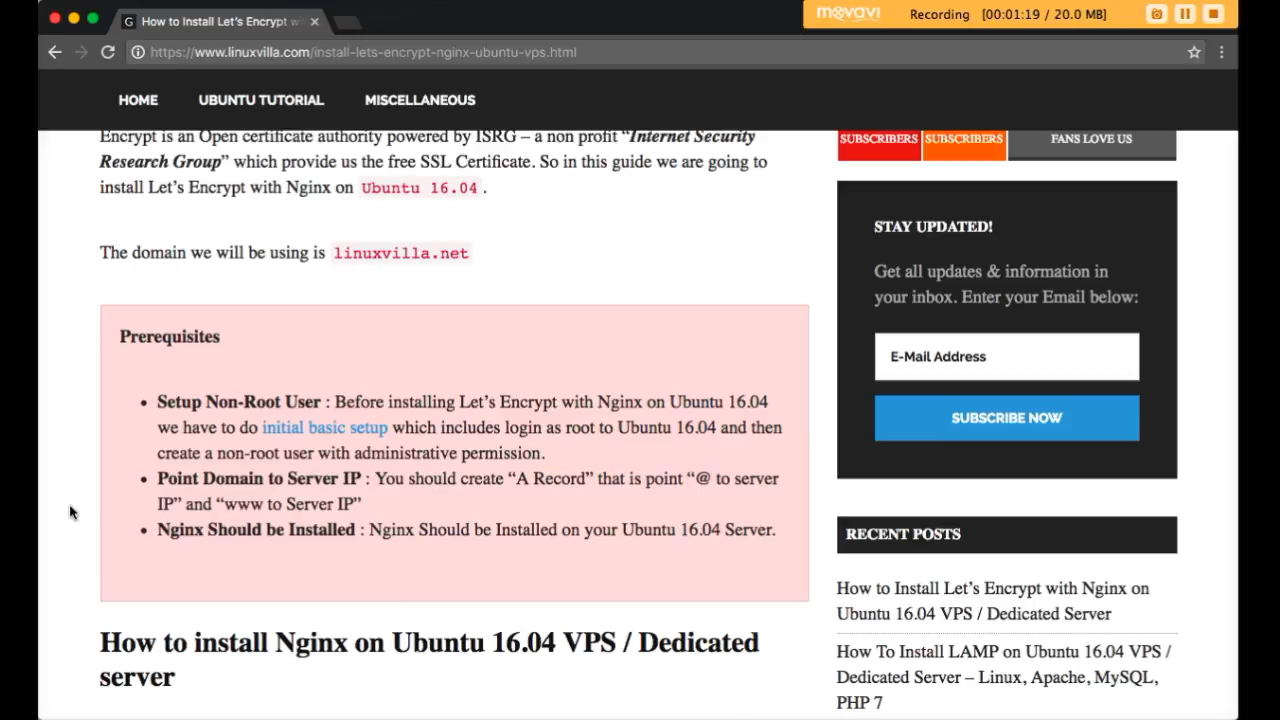 How to Install Let's Encrypt wi
movavi Recording [00:01:19 / 20.0 MB]
https://www.linuxvilla.com/install-lets-encrypt-nginx-ubuntu-vps.html
HOME UBUNTU TUTORIAL MISCELLANEOUS
Encrypt is an Open certificate authority powered by ISRG – a non profit “Internet Security
Research Group” which provide us the free SSL Certificate. So in this guide we are going to
install Let’s Encrypt with Nginx on Ubuntu 16.04 .
The domain we will be using is linuxvilla.net
Prerequisites
• Setup Non-Root User : Before installing Let’s Encrypt with Nginx on Ubuntu 16.04
we have to do initial basic setup which includes login as root to Ubuntu 16.04 and then
create a non-root user with administrative permission.
• Point Domain to Server IP : You should create “A Record” that is point “@ to server
IP” and “www to Server IP”
• Nginx Should be Installed : Nginx Should be Installed on your Ubuntu 16.04 Server.
How to install Nginx on Ubuntu 16.04 VPS / Dedicated
server
SUBSCRIBERS SUBSCRIBERS FANS LOVE US
STAY UPDATED!
Get all updates & information in
your inbox. Enter your Email below:
E-Mail Address
SUBSCRIBE NOW
RECENT POSTS
How to Install Let’s Encrypt with Nginx on
Ubuntu 16.04 VPS / Dedicated Server
How To Install LAMP on Ubuntu 16.04 VPS /
Dedicated Server – Linux, Apache, MySQL,
PHP 7